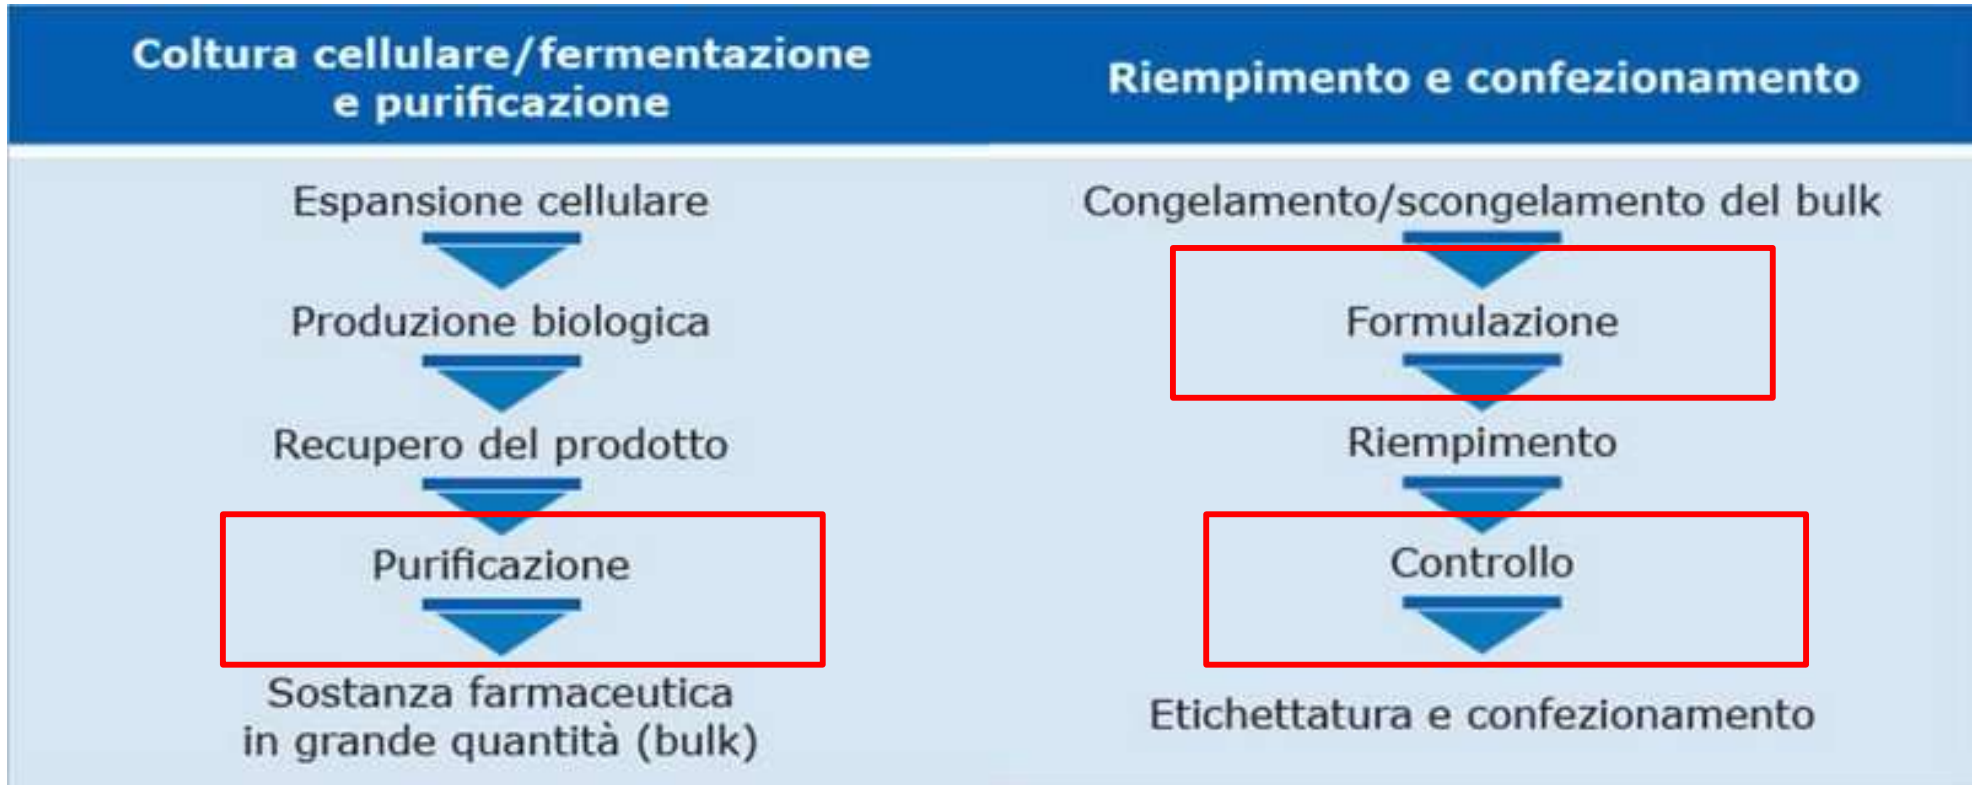 Coltura cellulare/fermentazione
e purificazione
Espansione cellulare
Produzione biologica
Recupero del prodotto
Purificazione
Sostanza farmaceutica
in grande quantità (bulk)
Riempimento e confezionamento
Congelamento/scongelamento del bulk
Formulazione
Riempimento
Controllo
Etichettatura e confezionamento